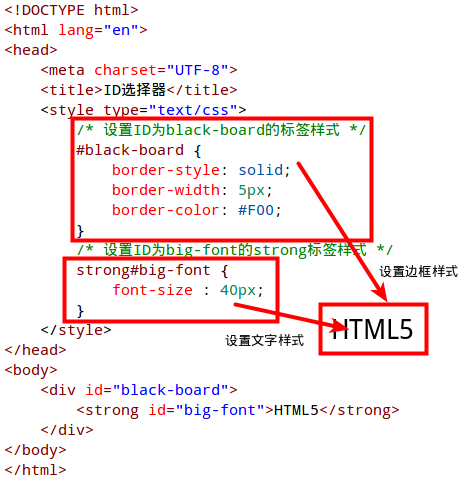 <!DOCTYPE html>
<html lang="en">
<head>
    <meta charset="UTF-8">
    <title>ID选择器</title>
    <style type="text/css">
        /* 设置ID为black-board的标签样式 */
        #black-board {
            border-style: solid;
            border-width: 5px;
            border-color: #F00;
        }
        /* 设置ID为big-font的strong标签样式 */
        strong#big-font {
            font-size : 40px;
        }
    </style>
</head>
<body>
    <div id="black-board">
        <strong id="big-font">HTML5</strong>
    </div>
</body>
</html>
设置边框样式
设置文字样式
HTML5